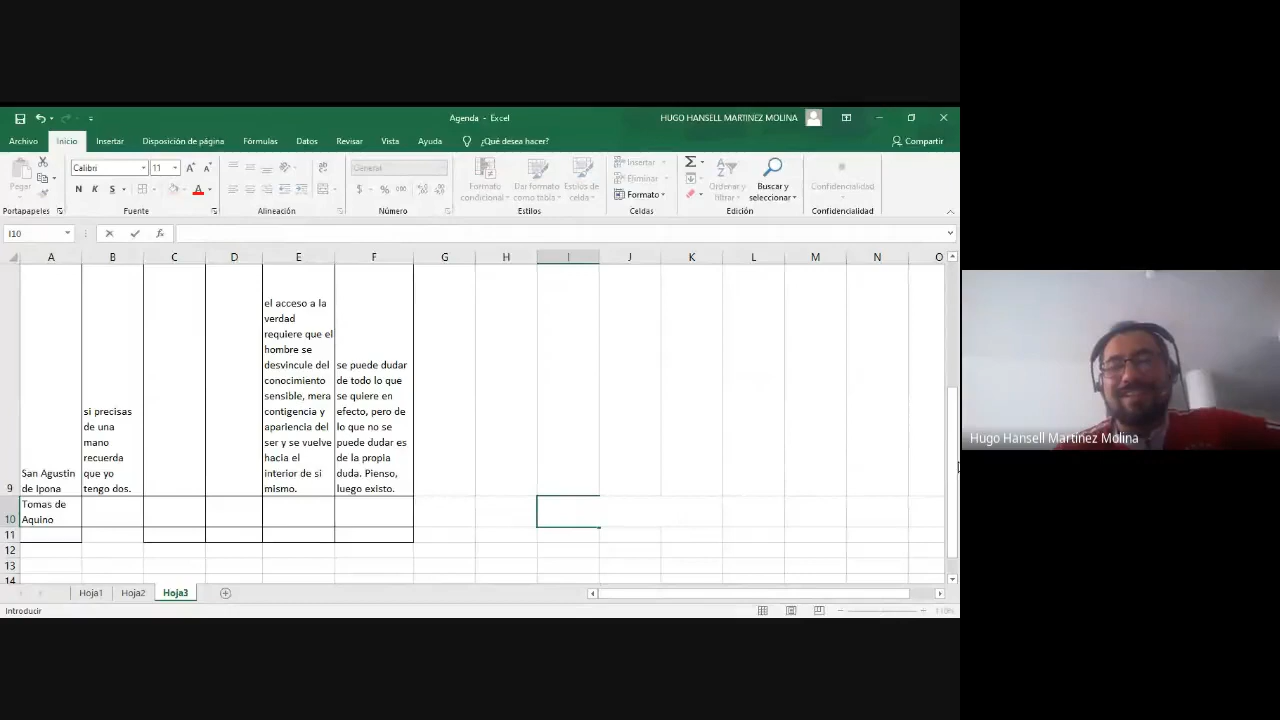 Agenda - Excel
HUGO HANSELL MARTINEZ MOLINA
Archivo
Inicio
Insertar
Disposición de página
Fórmulas
Datos
Revisar
Vista
Ayuda
¿Qué desea hacer?
Compartir
Pegar
Portapapeles
Calibri
11
N K S
Fuente
Alineación
General
$ % 000
Número
Formato
condicional
Dar formato
como tabla
Estilos de
celda
Estilos
Insertar
Eliminar
Formato
Celdas
Ordenar y
filtrar
Buscar y
seleccionar
Edición
Confidencialidad
Confidencialidad
I10
fx
A B C D E F G H I J K L M N O
9
San Agustin
de Ipona
si precisas
de una
mano
recuerda
que yo
tengo dos.
el acceso a la
verdad
requiere que el
hombre se
desvincule del
conocimiento
sensible, mera
contigencia y
apariencia del
ser y se vuelve
hacia el
interior de si
mismo.
se puede dudar
de todo lo que
se quiere en
efecto, pero de
lo que no se
puede dudar es
de la propia
duda. Pienso,
luego existo.
10
Tomas de
Aquino
11
12
13
14
Hoja1
Hoja2
Hoja3
Introducir
110%
Hugo Hansell Martinez Molina